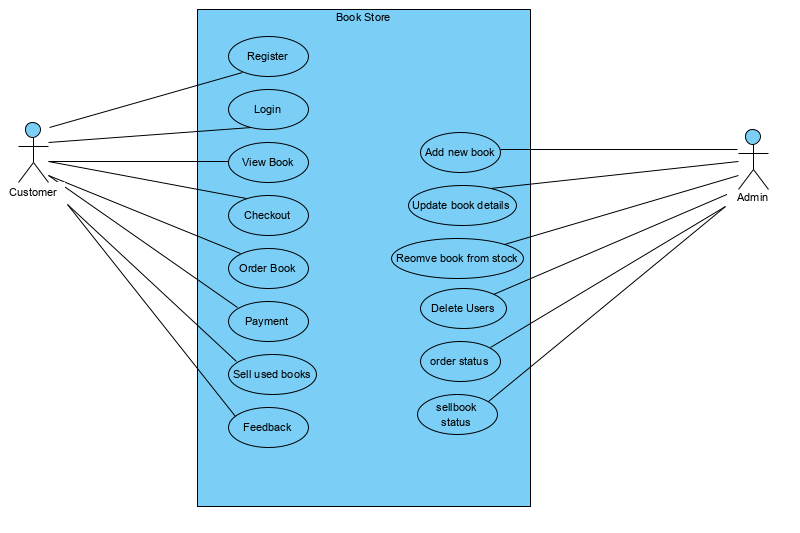 Book Store
Register
Login
View Book
Checkout
Order Book
Payment
Sell used books
Feedback
Customer
Add new book
Update book details
Reomve book from stock
Delete Users
order status
sellbook
status
Admin